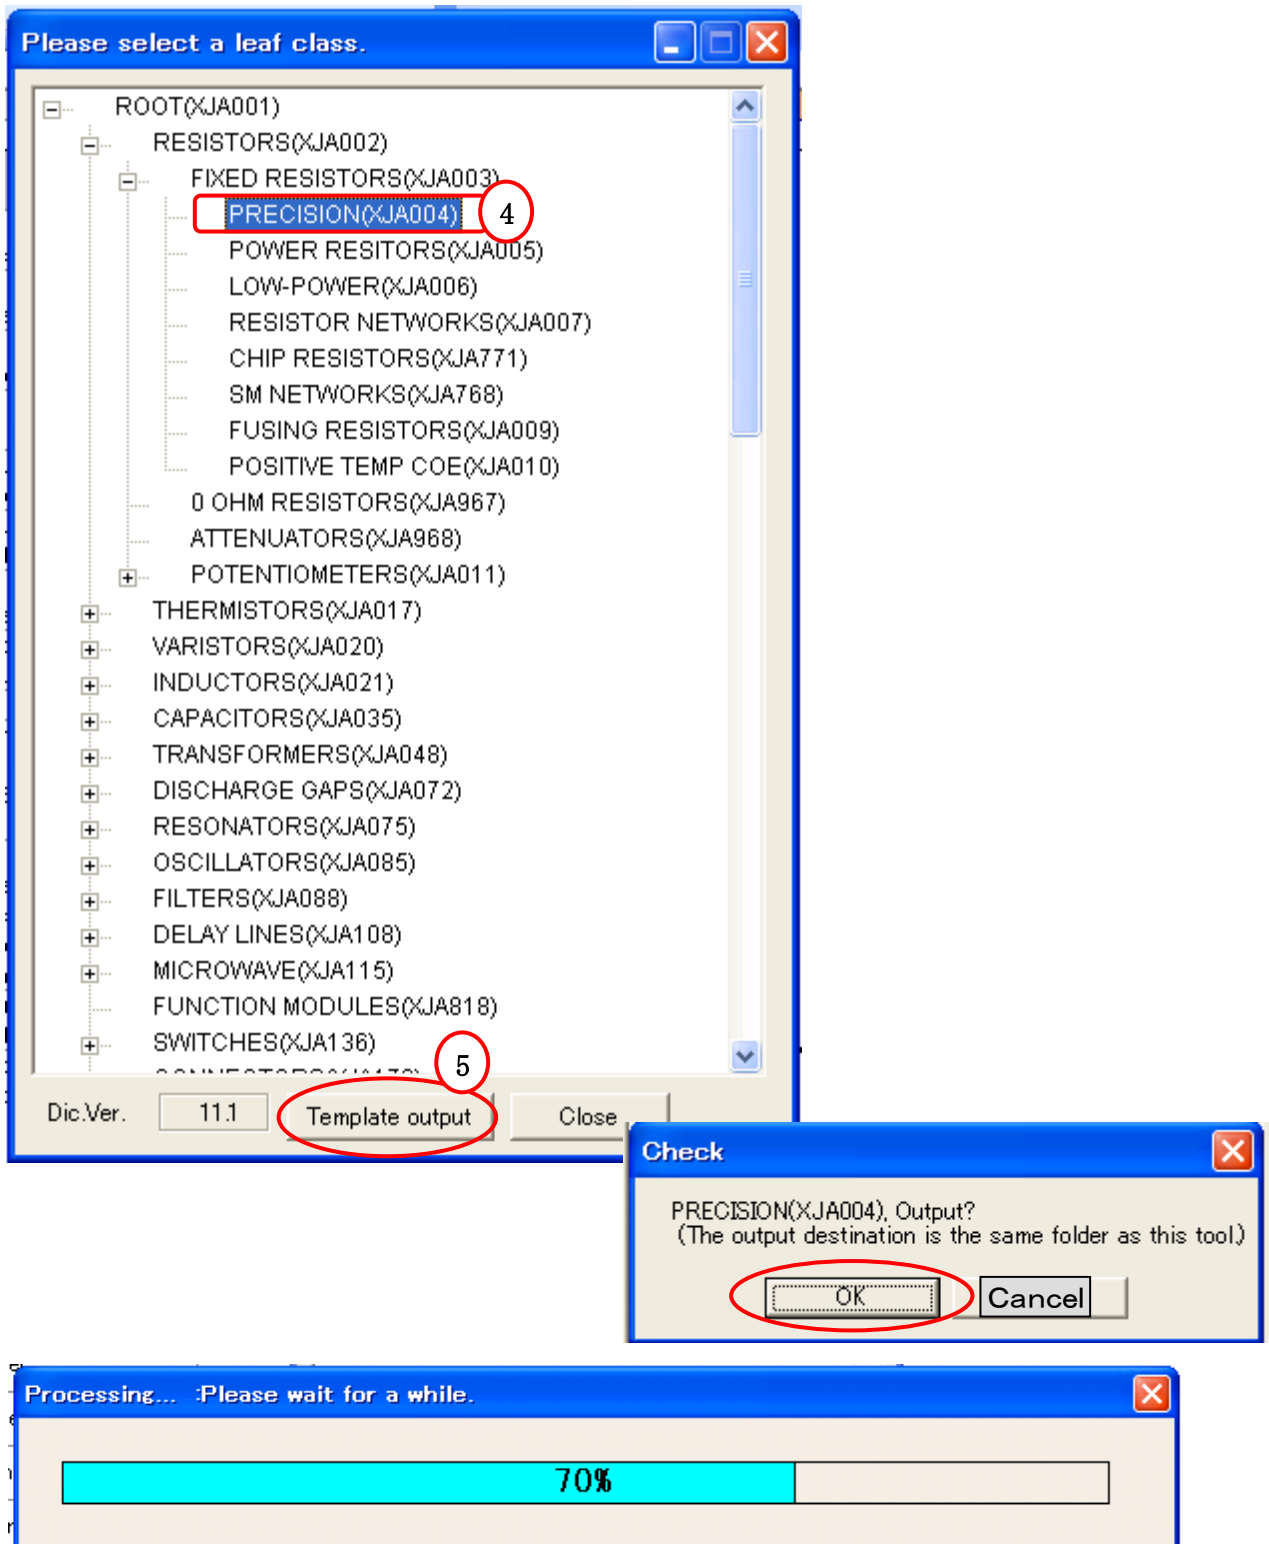 Please select a leaf class.
ROOT(XJA001)
RESISTORS(XJA002)
FIXED RESISTORS(XJA003)
PRECISION(XJA004)
4
POWER RESITORS(XJA005)
LOW-POWER(XJA006)
RESISTOR NETWORKS(XJA007)
CHIP RESISTORS(XJA771)
SM NETWORKS(XJA768)
FUSING RESISTORS(XJA009)
POSITIVE TEMP COE(XJA010)
0 OHM RESISTORS(XJA967)
ATTENUATORS(XJA968)
POTENTIOMETERS(XJA011)
THERMISTORS(XJA017)
VARISTORS(XJA020)
INDUCTORS(XJA021)
CAPACITORS(XJA035)
TRANSFORMERS(XJA048)
DISCHARGE GAPS(XJA072)
RESONATORS(XJA075)
OSCILLATORS(XJA085)
FILTERS(XJA088)
DELAY LINES(XJA108)
MICROWAVE(XJA115)
FUNCTION MODULES(XJA818)
SWITCHES(XJA136)
5
Dic.Ver. 11.1 Template output Close
Check
PRECISION(XJA004), Output?
(The output destination is the same folder as this tool.)
OK Cancel
Processing... :Please wait for a while.
70%